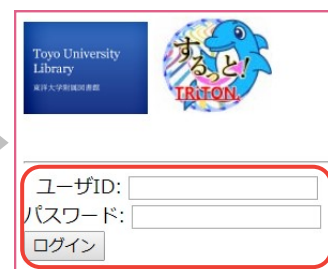 Toyo University
Library
東洋大学附属図書館
するっと!
TRITON
ユーザID:
パスワード:
ログイン